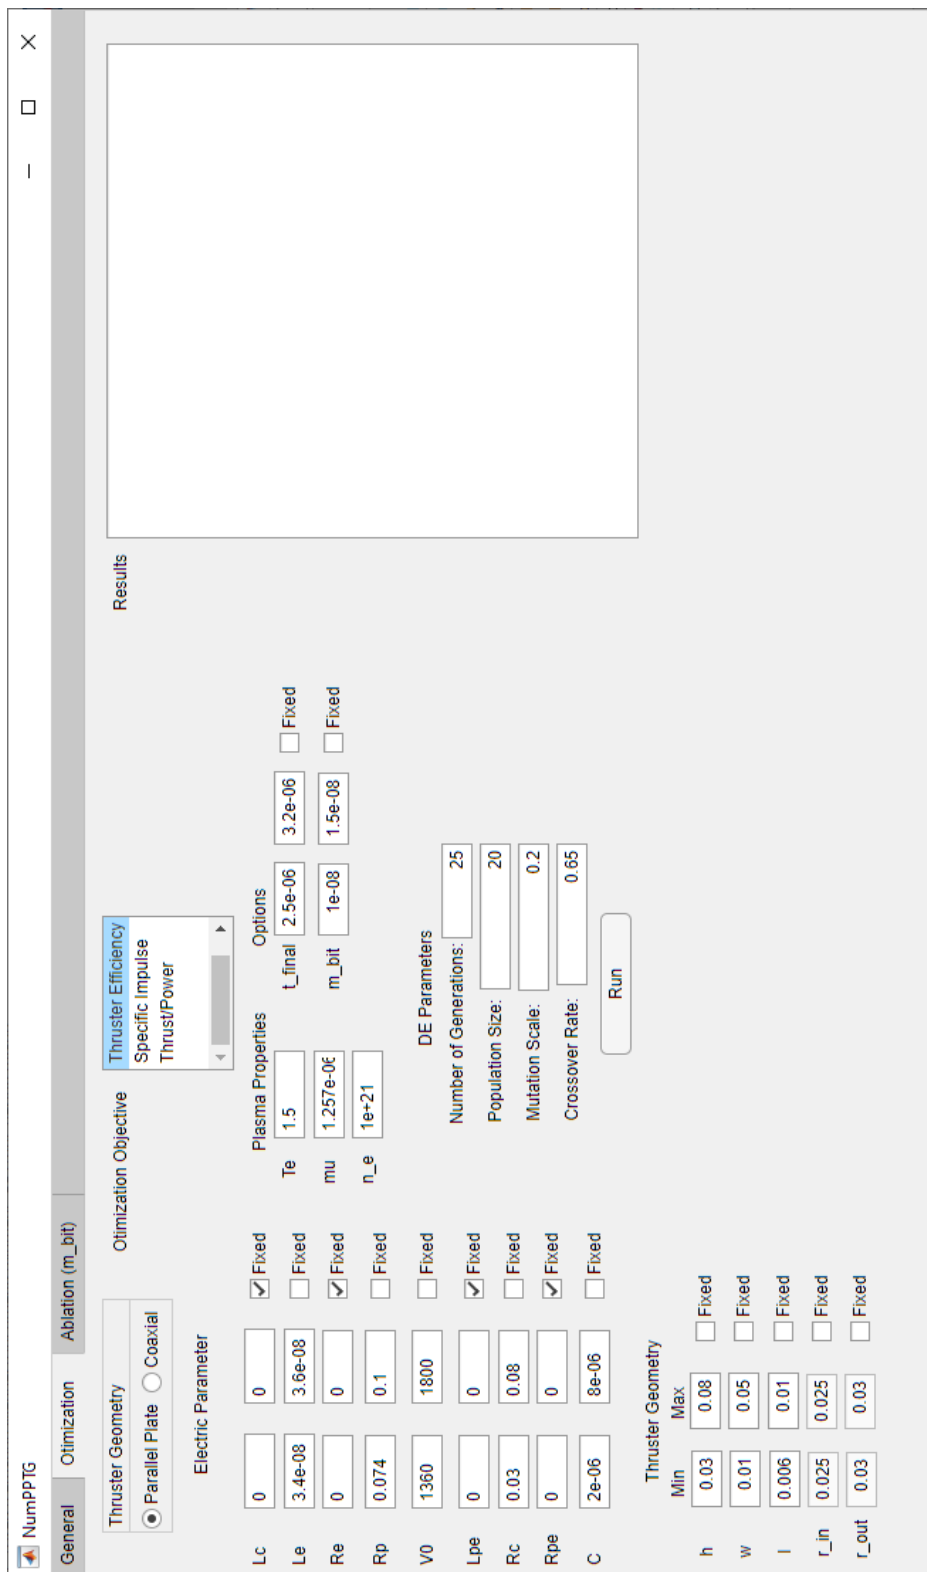 NumPPTG
General Otimization Ablation (m_bit)
Thruster Geometry
Parallel Plate Coaxial
Otimization Objective
Thruster Efficiency
Specific Impulse
Thrust/Power
Results
Electric Parameter
Lc 0 0 Fixed
Le 3.4e-08 3.6e-08 Fixed
Re 0 0 Fixed
Rp 0.074 0.1 Fixed
V0 1360 1800 Fixed
Lpe 0 0 Fixed
Rc 0.03 0.08 Fixed
Rpe 0 0 Fixed
C 2e-06 8e-06 Fixed
Plasma Properties
Te 1.5
mu 1.257e-06
n_e 1e+21
Options
t_final 2.5e-06 3.2e-06 Fixed
m_bit 1e-08 1.5e-08 Fixed
DE Parameters
Number of Generations: 25
Population Size: 20
Mutation Scale: 0.2
Crossover Rate: 0.65
Run
Thruster Geometry
Min Max
h 0.03 0.08 Fixed
w 0.01 0.05 Fixed
l 0.006 0.01 Fixed
r_in 0.025 0.025 Fixed
r_out 0.03 0.03 Fixed